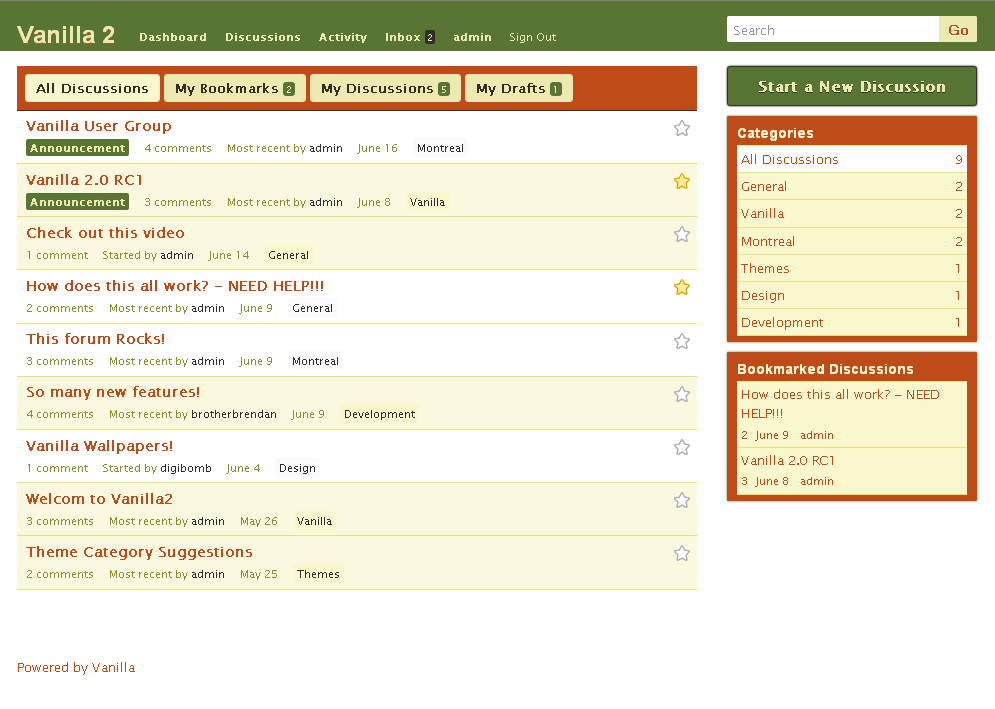 Vanilla 2 Dashboard Discussions Activity Inbox 2 admin Sign Out Search Go
All Discussions My Bookmarks 2 My Discussions 5 My Drafts 1
Vanilla User Group
Announcement 4 comments Most recent by admin June 16 Montreal
Vanilla 2.0 RC1
Announcement 3 comments Most recent by admin June 8 Vanilla
Check out this video
1 comment Started by admin June 14 General
How does this all work? – NEED HELP!!!
2 comments Most recent by admin June 9 General
This forum Rocks!
3 comments Most recent by admin June 9 Montreal
So many new features!
4 comments Most recent by brotherbrendan June 9 Development
Vanilla Wallpapers!
1 comment Started by digibomb June 4 Design
Welcom to Vanilla2
3 comments Most recent by admin May 26 Vanilla
Theme Category Suggestions
2 comments Most recent by admin May 25 Themes
Start a New Discussion
Categories
All Discussions 9
General 2
Vanilla 2
Montreal 2
Themes 1
Design 1
Development 1
Bookmarked Discussions
How does this all work? – NEED
HELP!!!
2 June 9 admin
Vanilla 2.0 RC1
3 June 8 admin
Powered by Vanilla